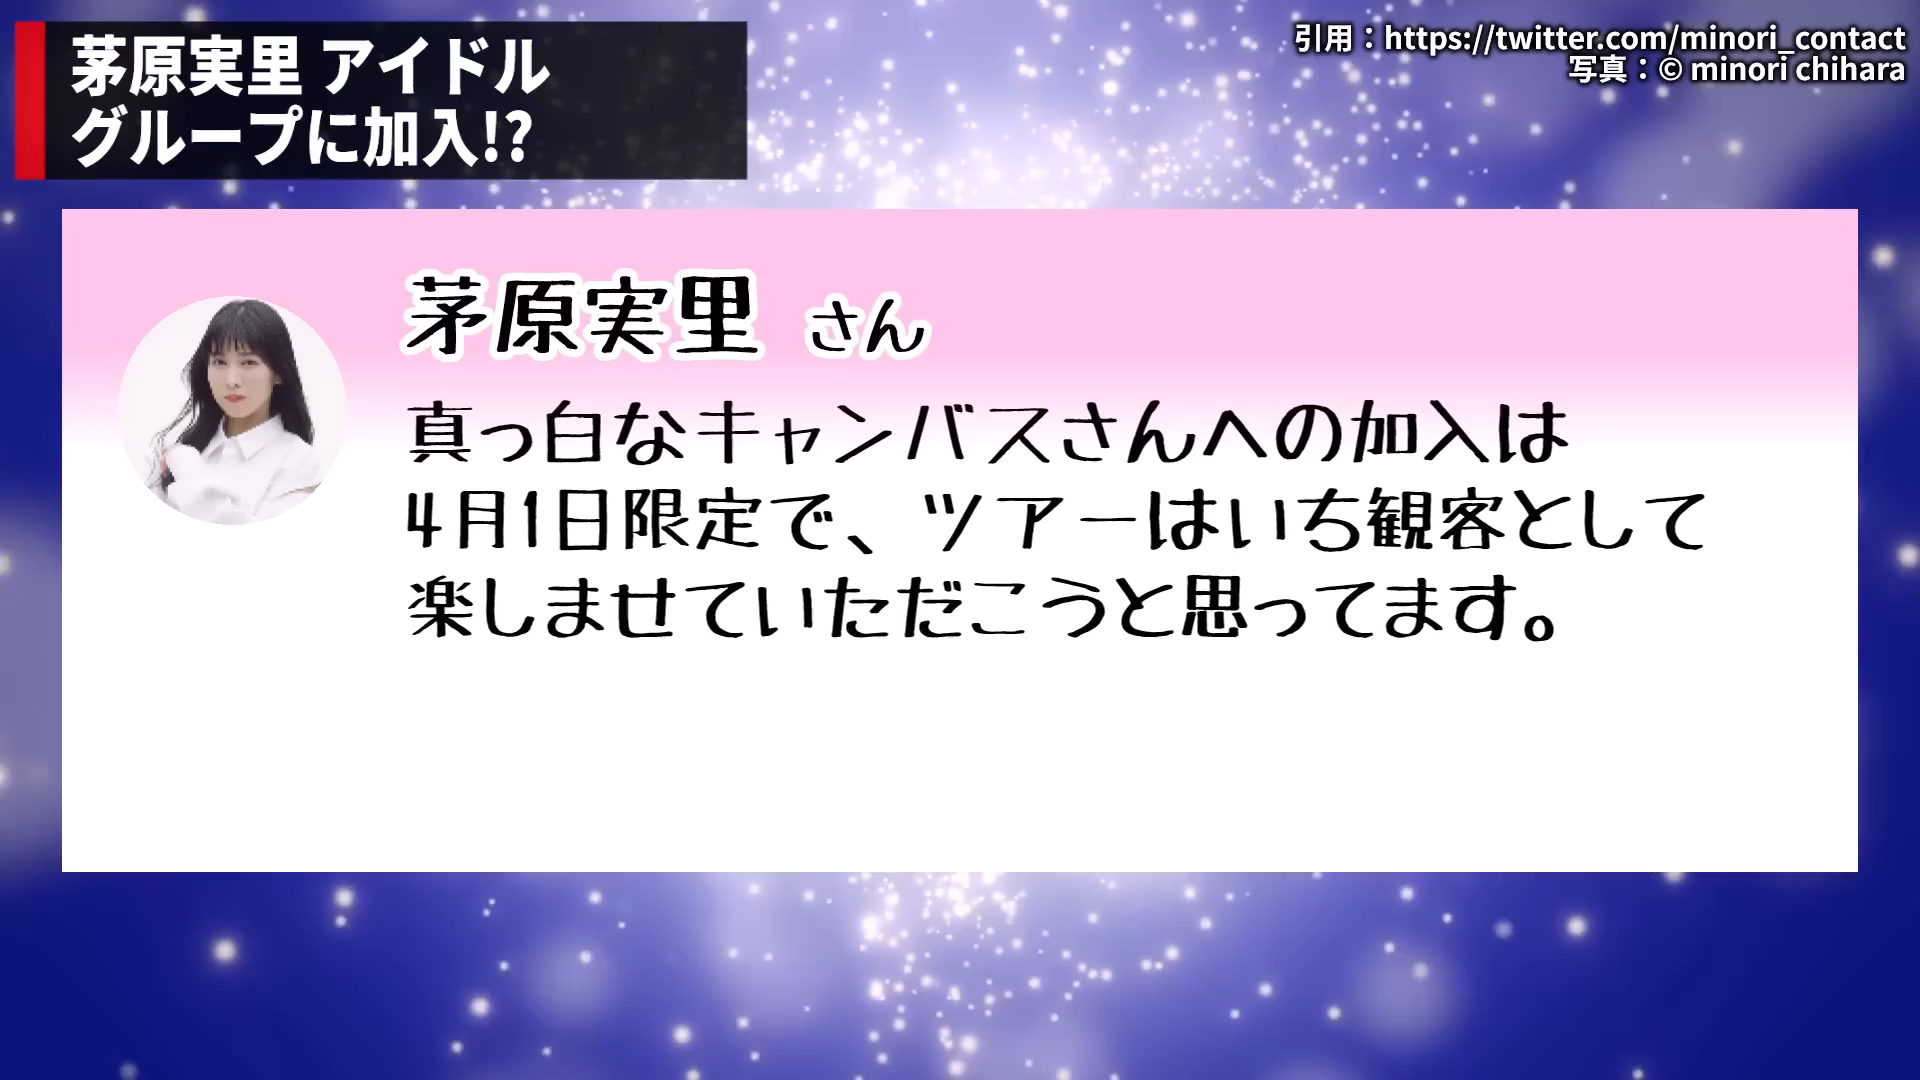 茅原実里 アイドル
グループに加入!?
引用：https://twitter.com/minori_contact
写真：© minori chihara
茅原実里 さん
真っ白なキャンバスさんへの加入は
4月1日限定で、ツアーはいち観客として
楽しませていただこうと思ってます。